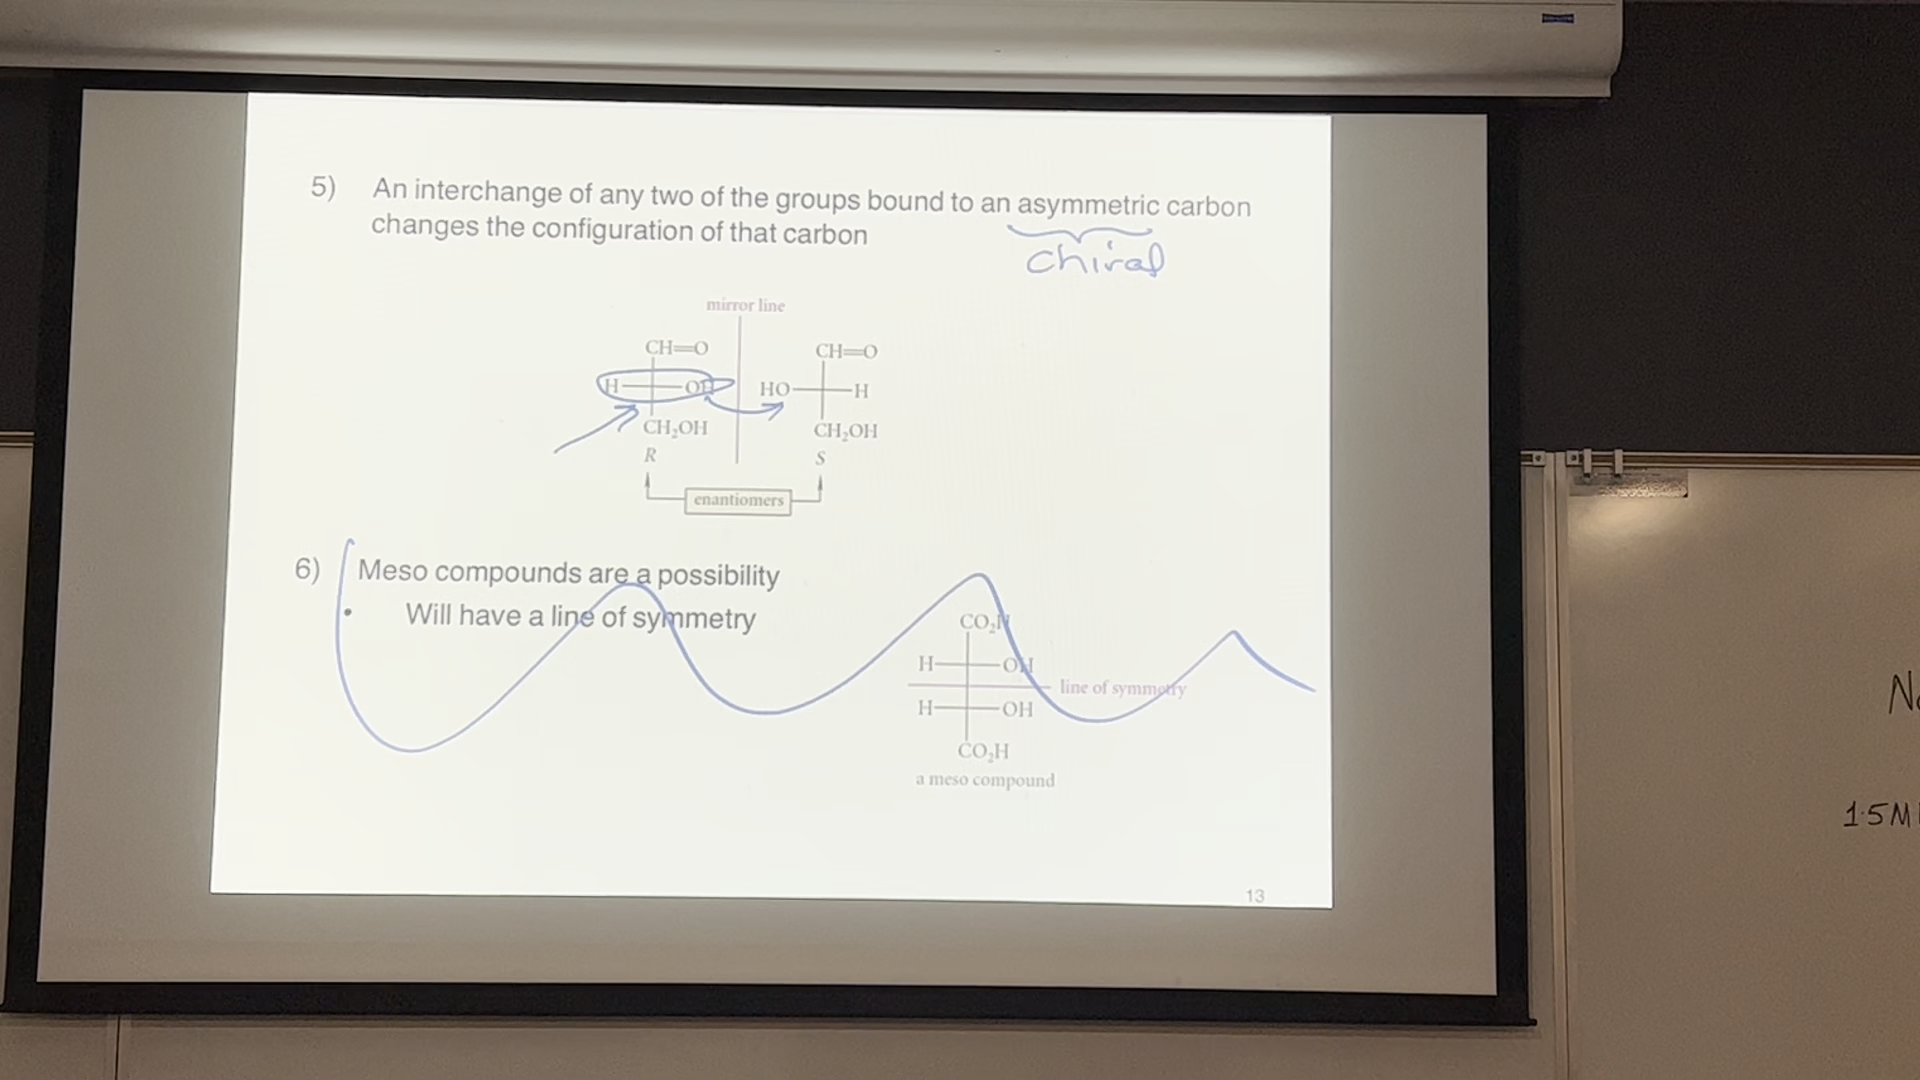 5) An interchange of any two of the groups bound to an asymmetric carbon
changes the configuration of that carbon
chiral
mirror line
CH=O CH=O
H OH HO H
CH₂OH CH₂OH
R S
enantiomers
6) Meso compounds are a possibility
• Will have a line of symmetry
CO₂H
H OH
line of symmetry
H OH
CO₂H
a meso compound
13
1.5M